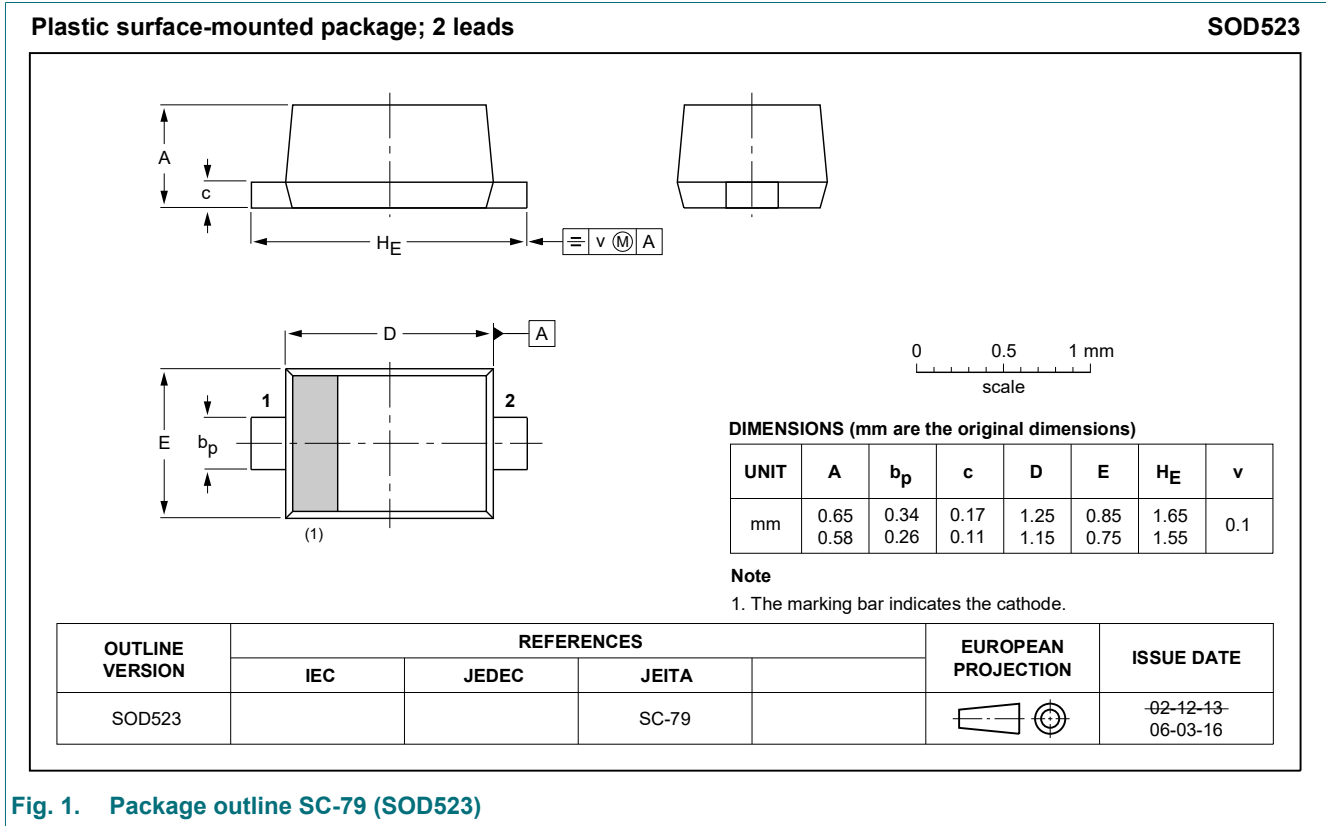 Plastic surface-mounted package; 2 leads SOD523
A
c
HE
v Ⓜ A
D
A
E
bp
1
2
(1)
0 0.5 1 mm
scale
DIMENSIONS (mm are the original dimensions)
UNIT A bp c D E HE v
mm 0.65 0.34 0.17 1.25 0.85 1.65 0.1
0.58 0.26 0.11 1.15 0.75 1.55
Note
1. The marking bar indicates the cathode.
OUTLINE VERSION REFERENCES EUROPEAN PROJECTION ISSUE DATE
IEC JEDEC JEITA
SOD523 SC-79 02-12-13
06-03-16
Fig. 1. Package outline SC-79 (SOD523)